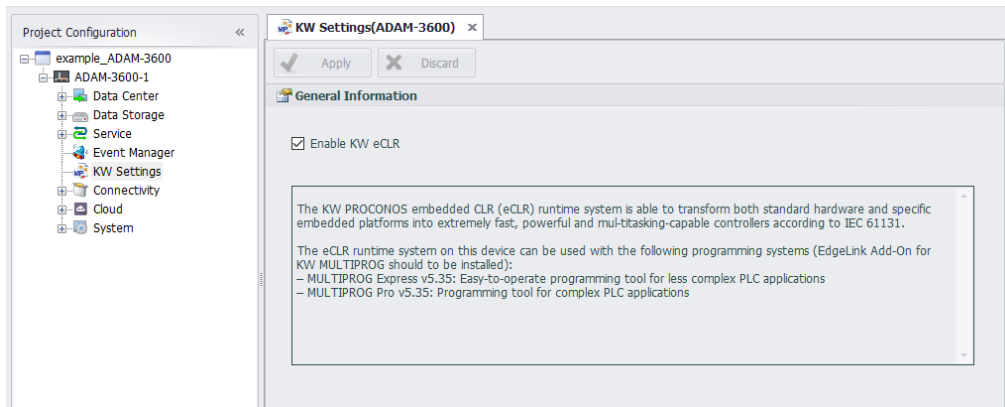 Project Configuration «
example_ADAM-3600
ADAM-3600-1
Data Center
Data Storage
Service
Event Manager
KW Settings
Connectivity
Cloud
System
KW Settings(ADAM-3600) x
Apply Discard
General Information
Enable KW eCLR
The KW PROCONOS embedded CLR (eCLR) runtime system is able to transform both standard hardware and specific
embedded platforms into extremely fast, powerful and mul-titasking-capable controllers according to IEC 61131.
The eCLR runtime system on this device can be used with the following programming systems (EdgeLink Add-On for
KW MULTIPROG should to be installed):
– MULTIPROG Express v5.35: Easy-to-operate programming tool for less complex PLC applications
– MULTIPROG Pro v5.35: Programming tool for complex PLC applications